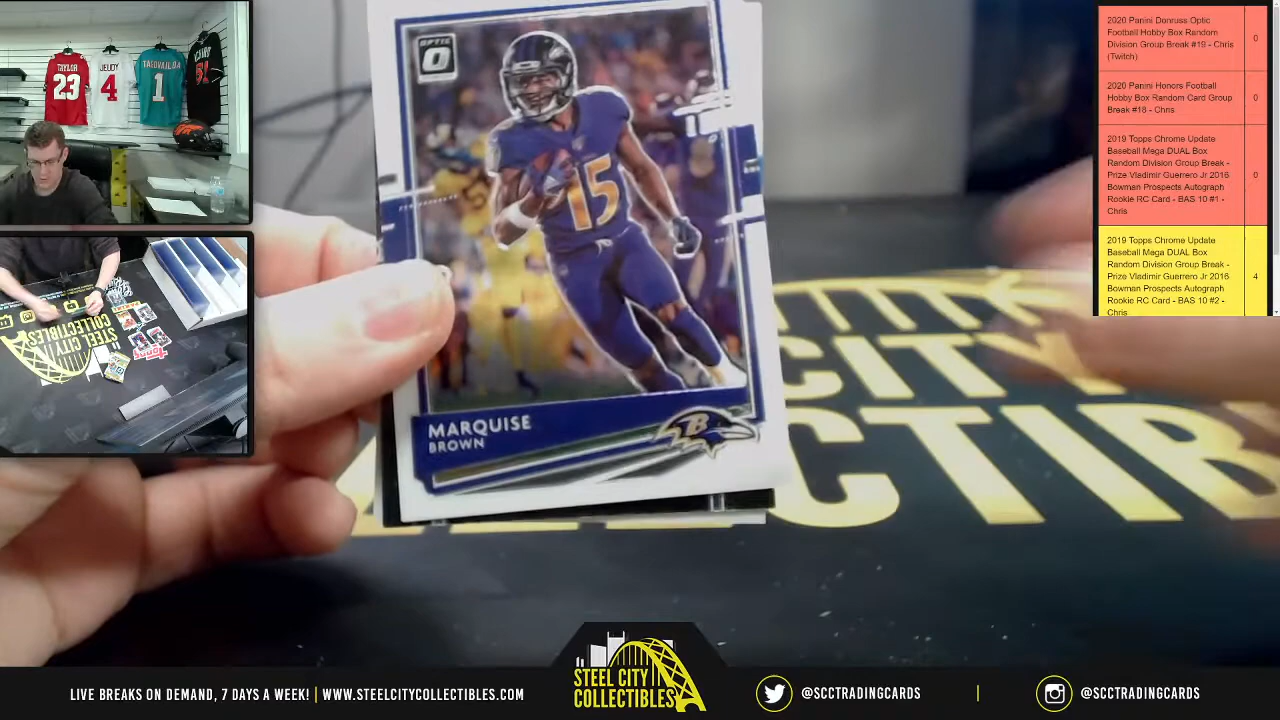 TAYLOR
23
JEUDY
4
TAGOVAILOA
1
OPTIC
15
MARQUISE
BROWN
B
STEEL CITY
COLLECTIBLES
CITY
CTIB
2020 Panini Donruss Optic
Football Hobby Box Random
Division Group Break #19 - Chris
(Twitch)
0
2020 Panini Honors Football
Hobby Box Random Card Group
Break #18 - Chris
0
2019 Topps Chrome Update
Baseball Mega DUAL Box
Random Division Group Break -
Prize Vladimir Guerrero Jr 2016
Bowman Prospects Autograph
Rookie RC Card - BAS 10 #1 -
Chris
0
2019 Topps Chrome Update
Baseball Mega DUAL Box
Random Division Group Break -
Prize Vladimir Guerrero Jr 2016
Bowman Prospects Autograph
Rookie RC Card - BAS 10 #2 -
Chris
4
LIVE BREAKS ON DEMAND, 7 DAYS A WEEK! | WWW.STEELCITYCOLLECTIBLES.COM
STEEL CITY
COLLECTIBLES
@SCCTRADINGCARDS
@SCCTRADINGCARDS